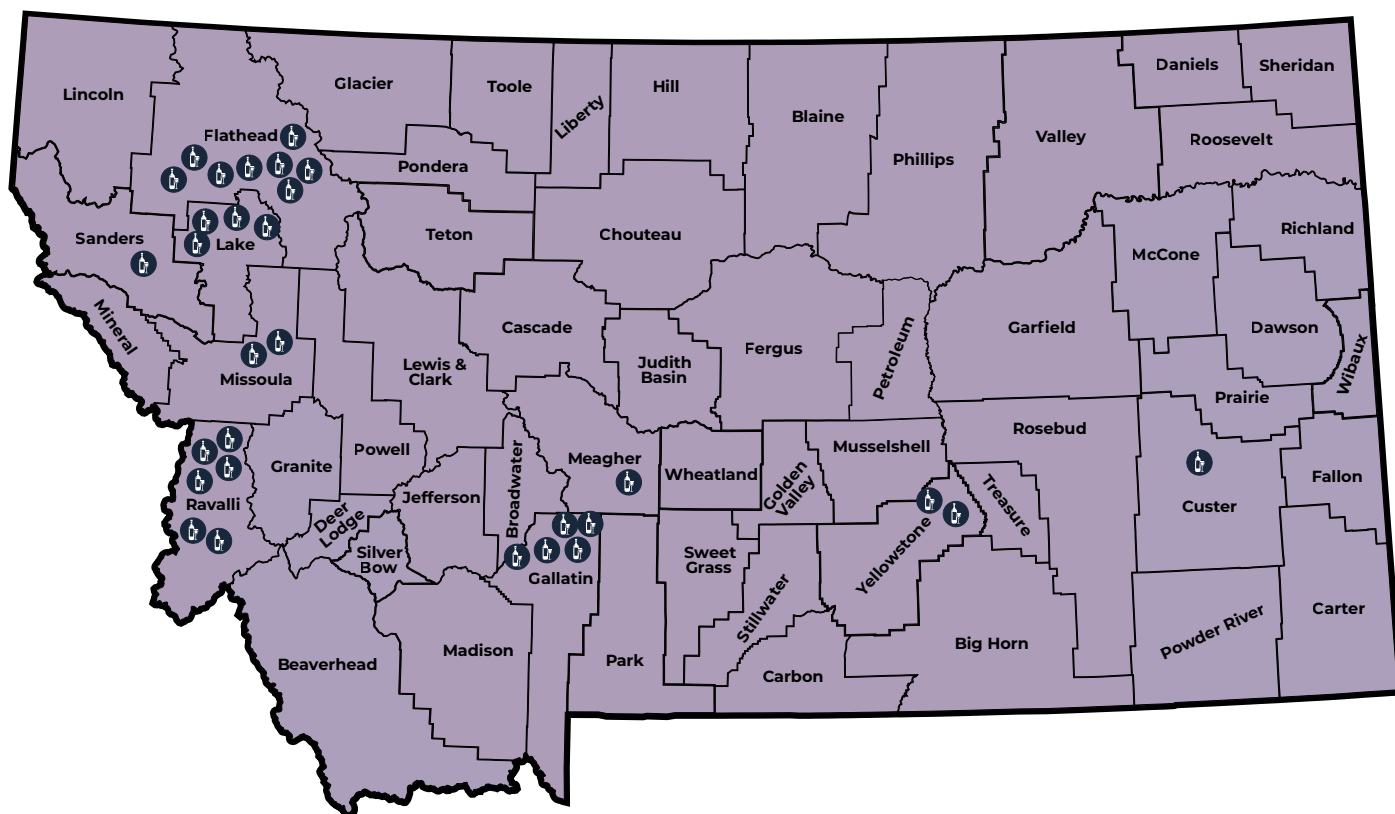 Lincoln
Glacier
Toole
Liberty
Hill
Blaine
Phillips
Valley
Daniels
Sheridan
Roosevelt
Flathead
Pondera
Teton
Chouteau
Sanders
Lake
McCone
Richland
Mineral
Missoula
Lewis &
Clark
Cascade
Judith
Basin
Fergus
Petroleum
Garfield
Dawson
Wibaux
Prairie
Ravalli
Granite
Powell
Deer
Lodge
Silver
Bow
Jefferson
Broadwater
Meagher
Wheatland
Golden
Valley
Musselshell
Rosebud
Treasure
Custer
Fallon
Gallatin
Sweet
Grass
Stillwater
Yellowstone
Beaverhead
Madison
Park
Carbon
Big Horn
Powder River
Carter